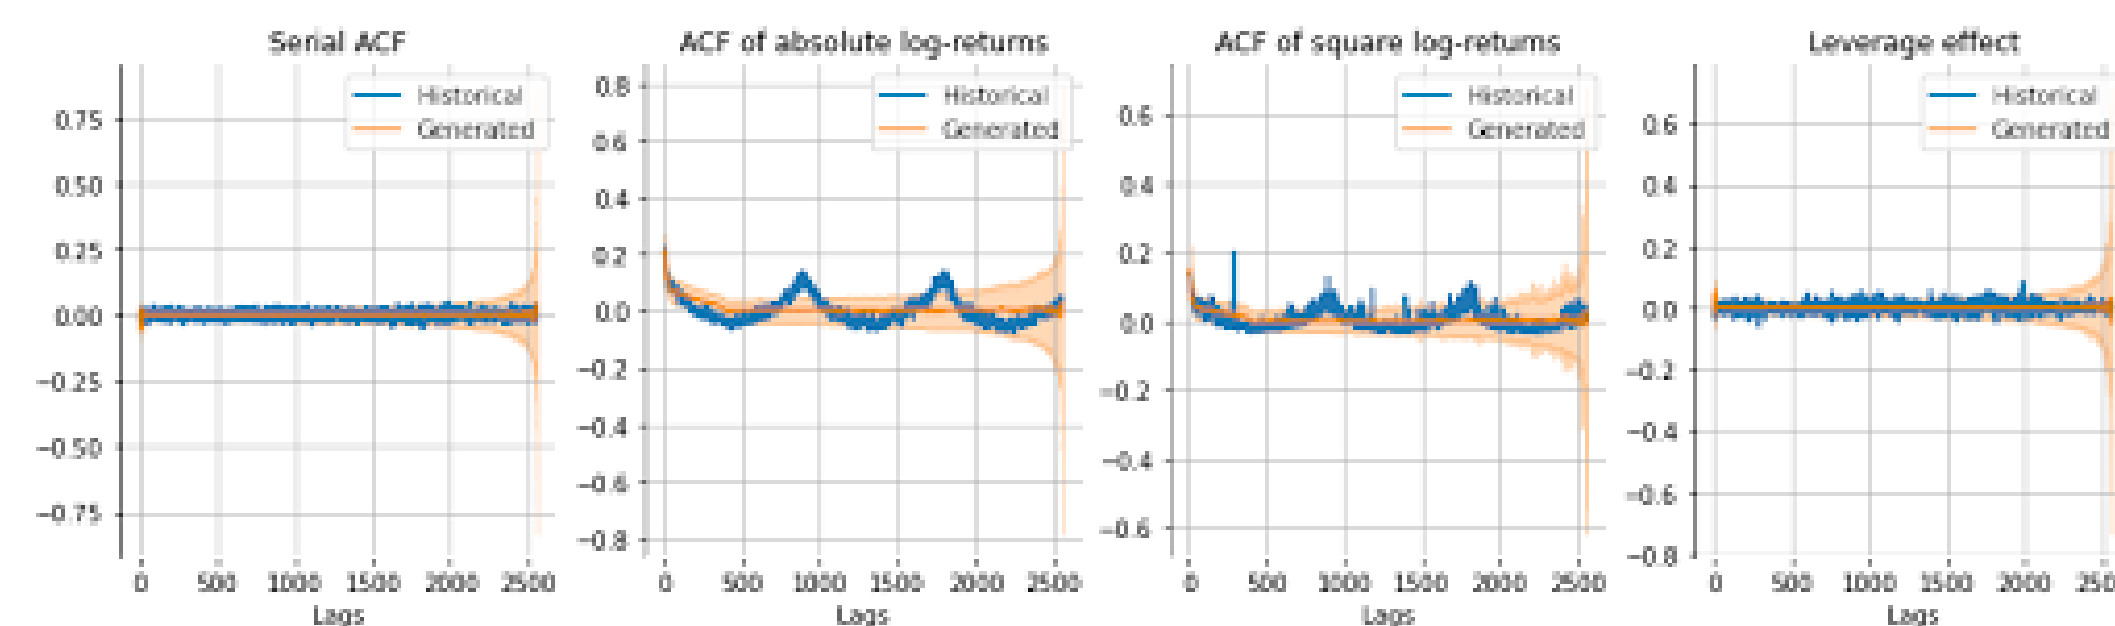 Serial ACF
Historical
Generated
0.75
0.50
0.25
0.00
−0.25
−0.50
−0.75
0 500 1000 1500 2000 2500
Lags
ACF of absolute log-returns
Historical
Generated
0.8
0.6
0.4
0.2
0.0
−0.2
−0.4
−0.6
−0.8
0 500 1000 1500 2000 2500
Lags
ACF of square log-returns
Historical
Generated
0.6
0.4
0.2
0.0
−0.2
−0.4
−0.6
0 500 1000 1500 2000 2500
Lags
Leverage effect
Historical
Generated
0.6
0.4
0.2
0.0
−0.2
−0.4
−0.6
−0.8
0 500 1000 1500 2000 250
Lags